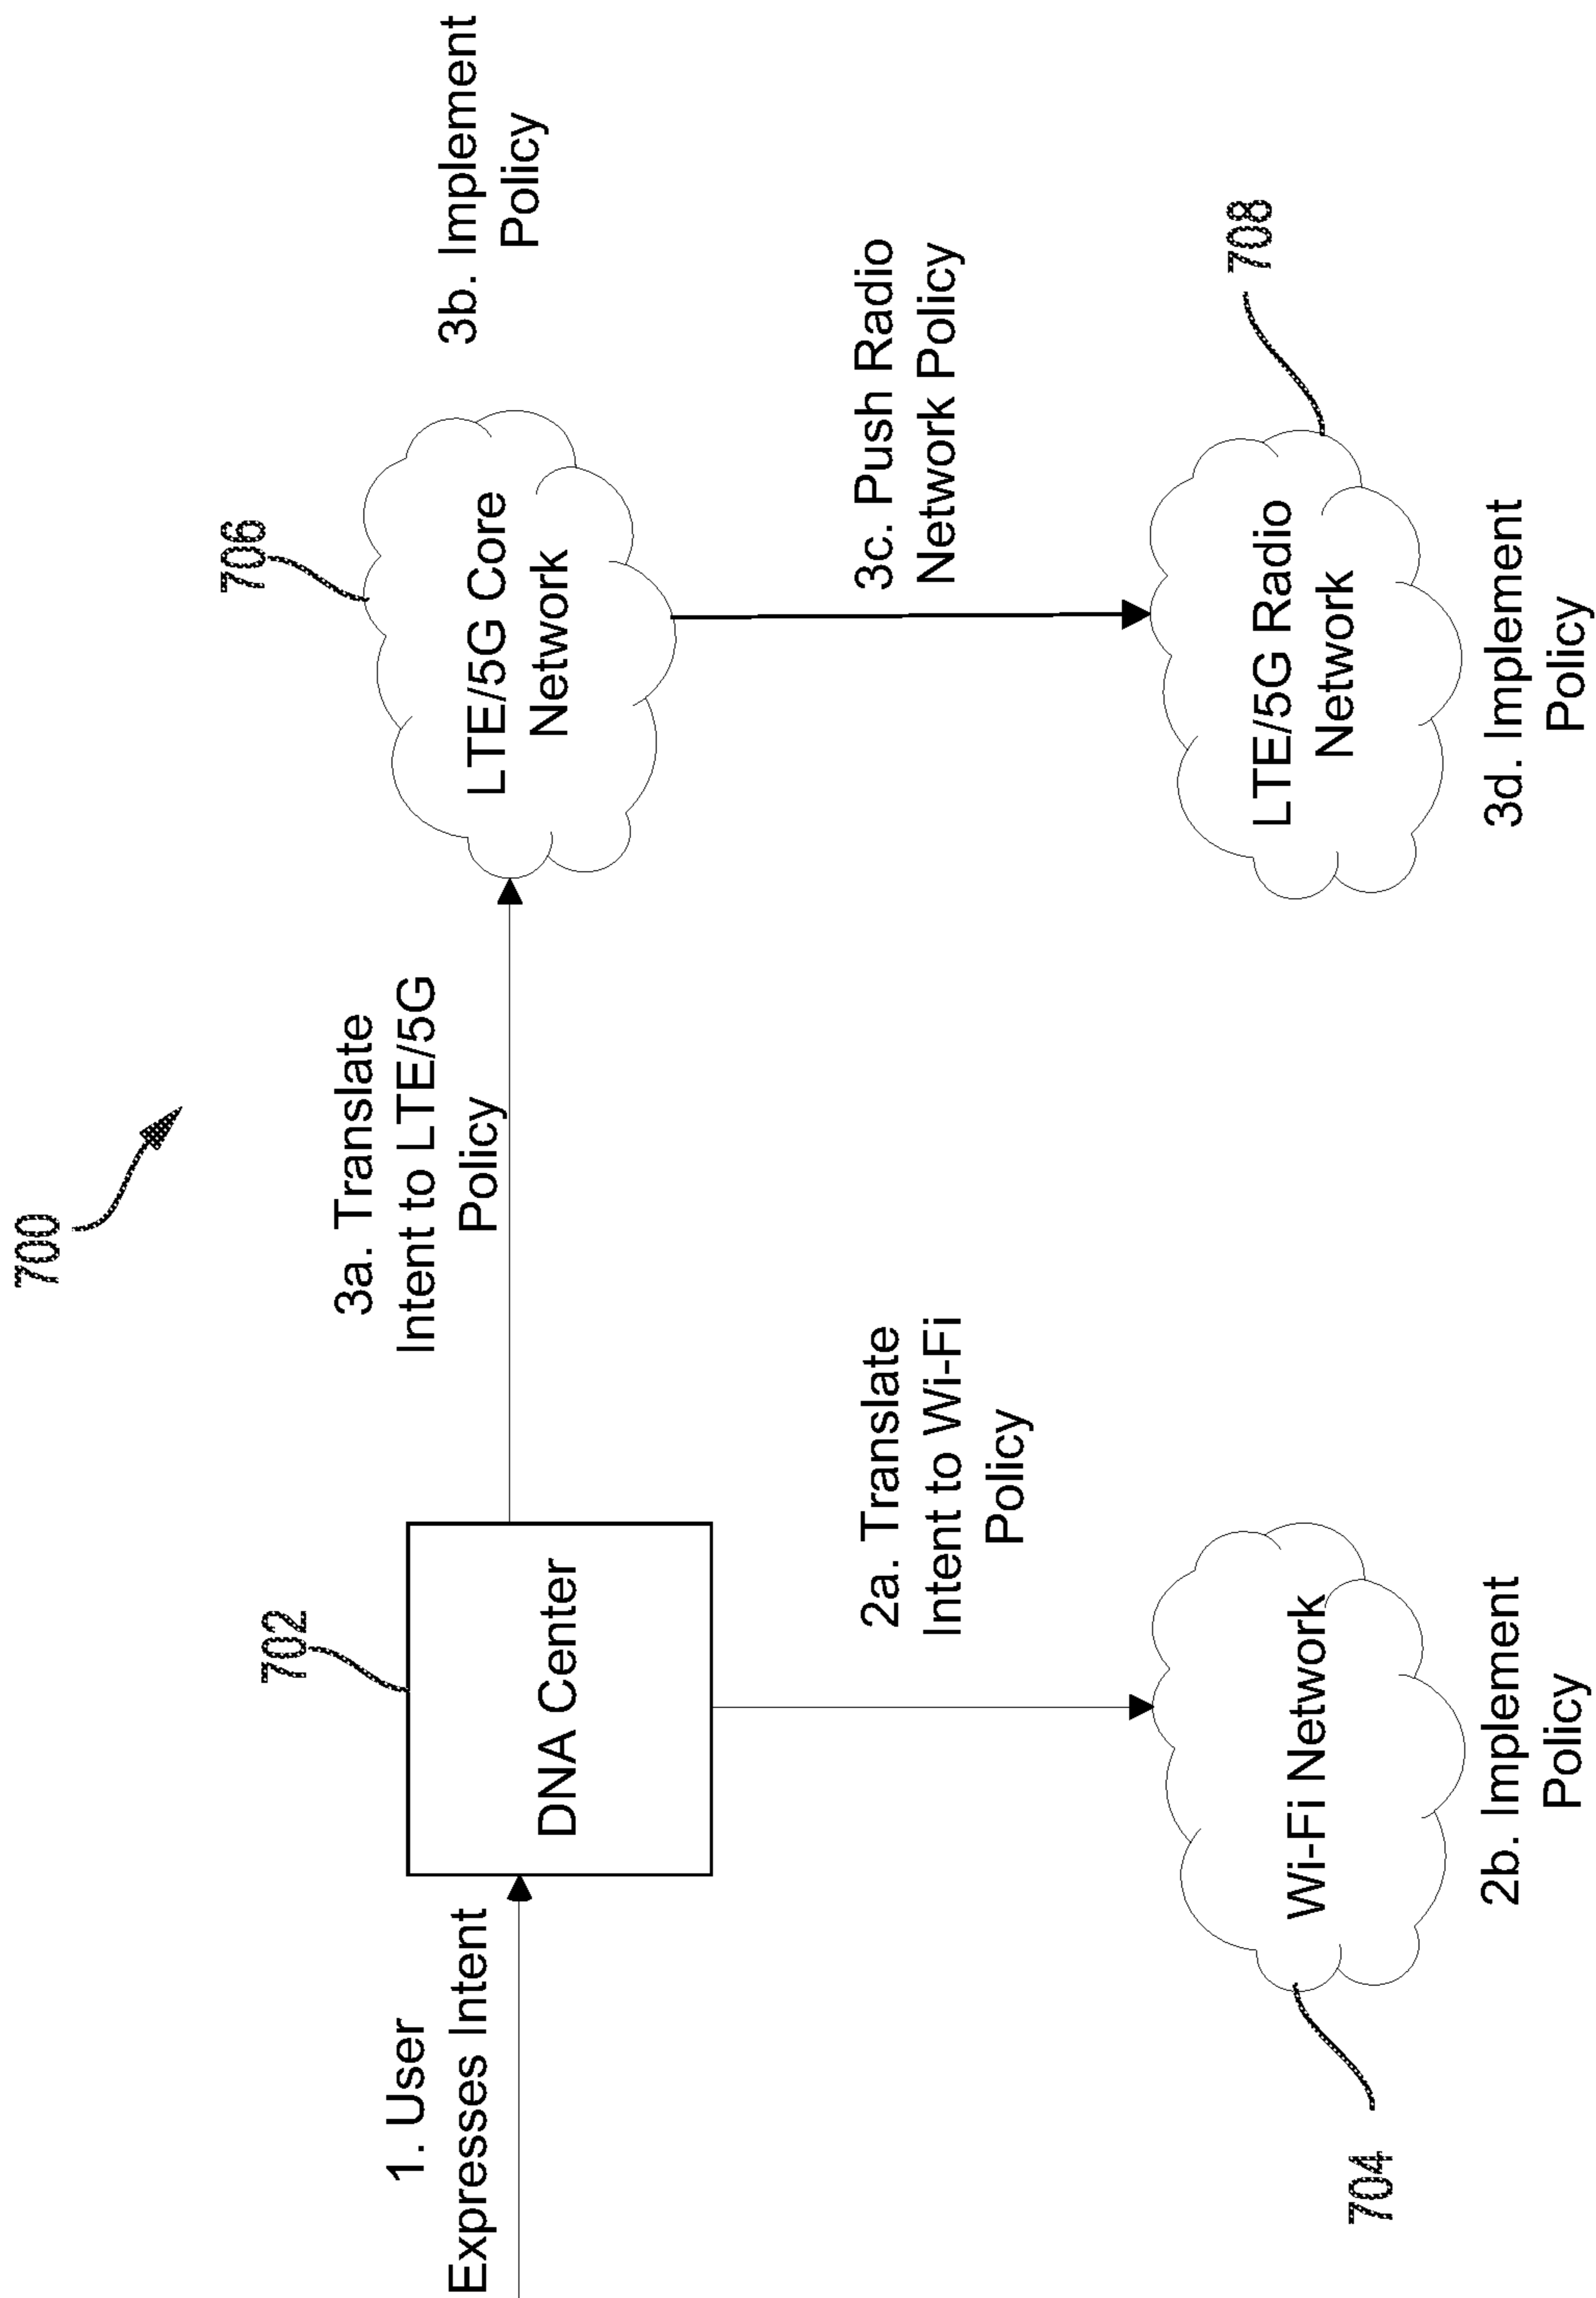 700
1. User
Expresses Intent
702
DNA Center
3a. Translate
Intent to LTE/5G
Policy
706
LTE/5G Core
Network
3b. Implement
Policy
2a. Translate
Intent to Wi-Fi
Policy
3c. Push Radio
Network Policy
704
Wi-Fi Network
2b. Implement
Policy
708
LTE/5G Radio
Network
3d. Implement
Policy